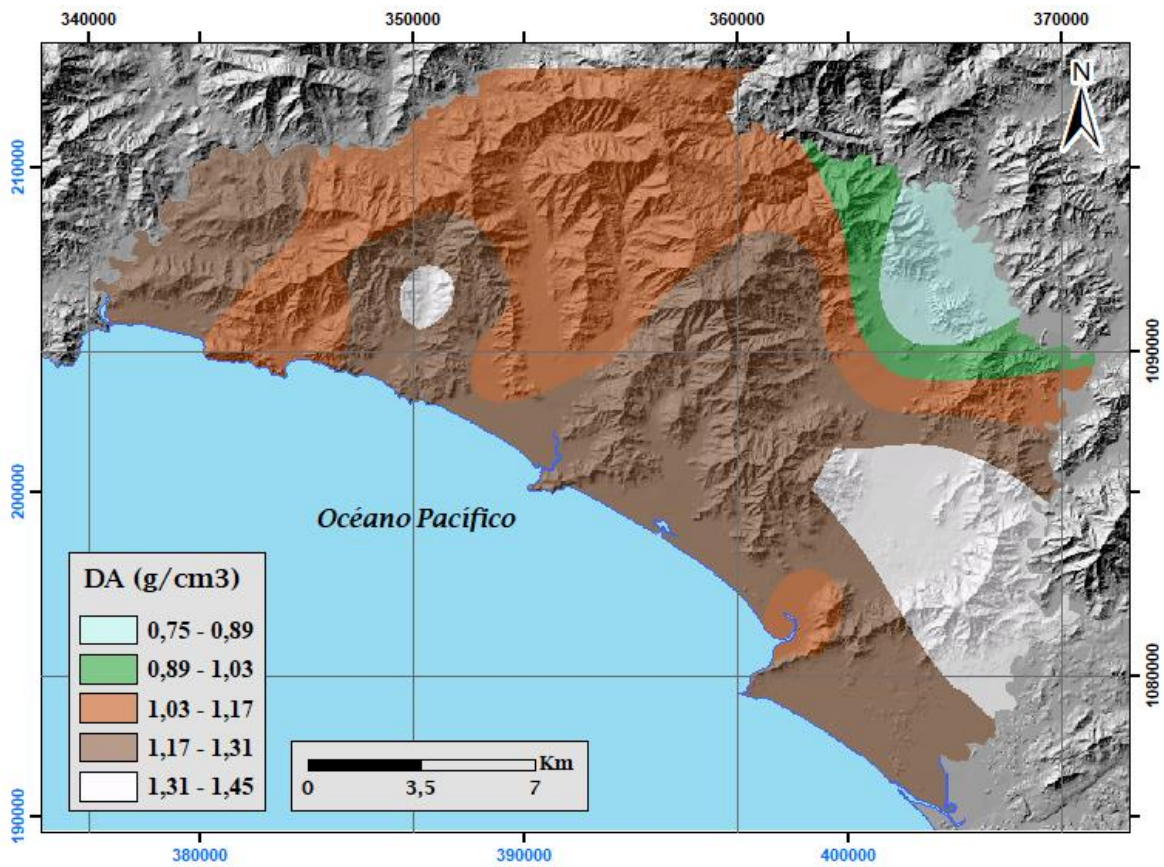 340000 350000 360000 370000
N
210000
1090000
200000
Océano Pacífico
DA (g/cm3)
0,75 - 0,89
0,89 - 1,03
1,03 - 1,17
1,17 - 1,31
1,31 - 1,45
Km
0 3,5 7
1080000
190000
380000 390000 400000